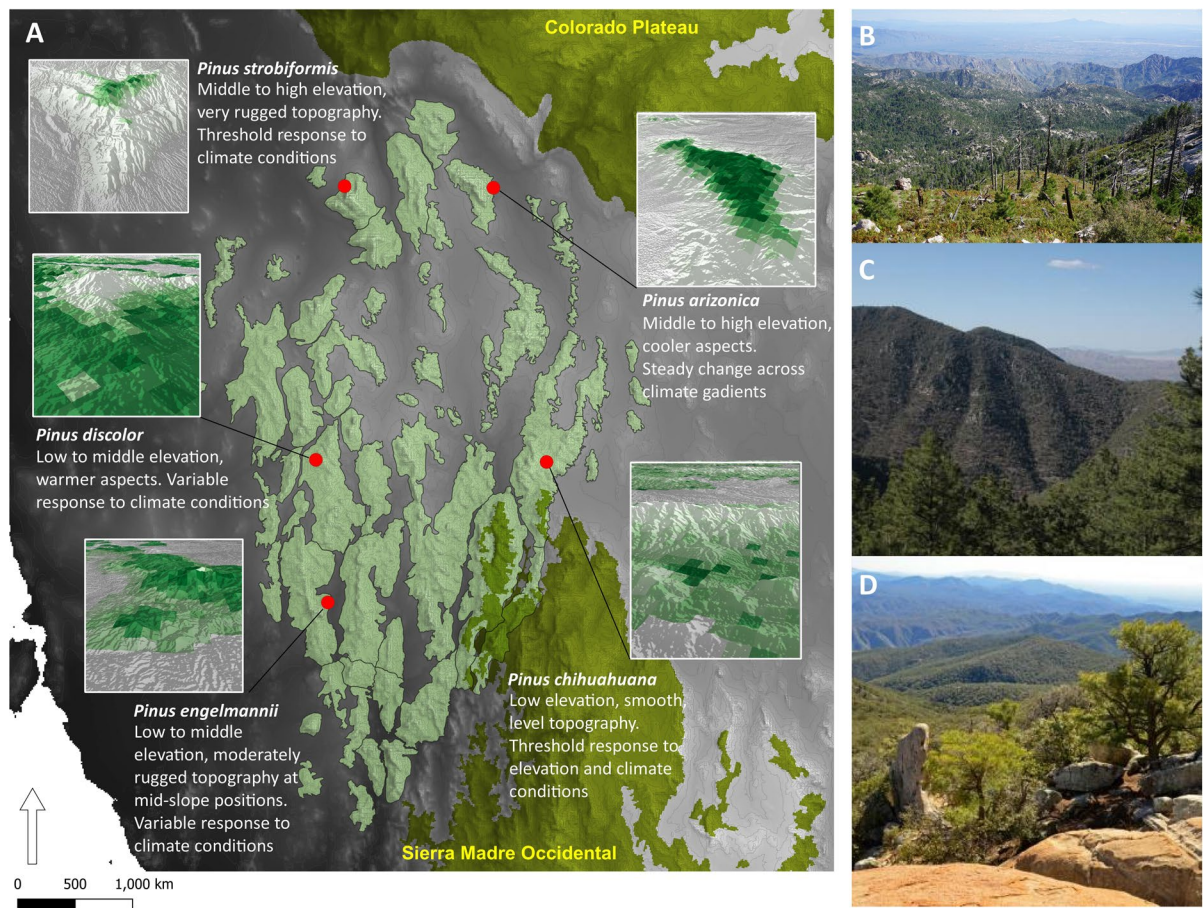 A
Colorado Plateau
Pinus strobiformis
Middle to high elevation,
very rugged topography.
Threshold response to
climate conditions
Pinus arizonica
Middle to high elevation,
cooler aspects.
Steady change across
climate gadients
Pinus discolor
Low to middle elevation,
warmer aspects. Variable
response to climate conditions
Pinus engelmannii
Low to middle
elevation, moderately
rugged topography at
mid-slope positions.
Variable response to
climate conditions
Pinus chihuahuana
Low elevation, smooth,
level topography.
Threshold response to
elevation and climate
conditions
Sierra Madre Occidental
0 500 1,000 km
B
C
D